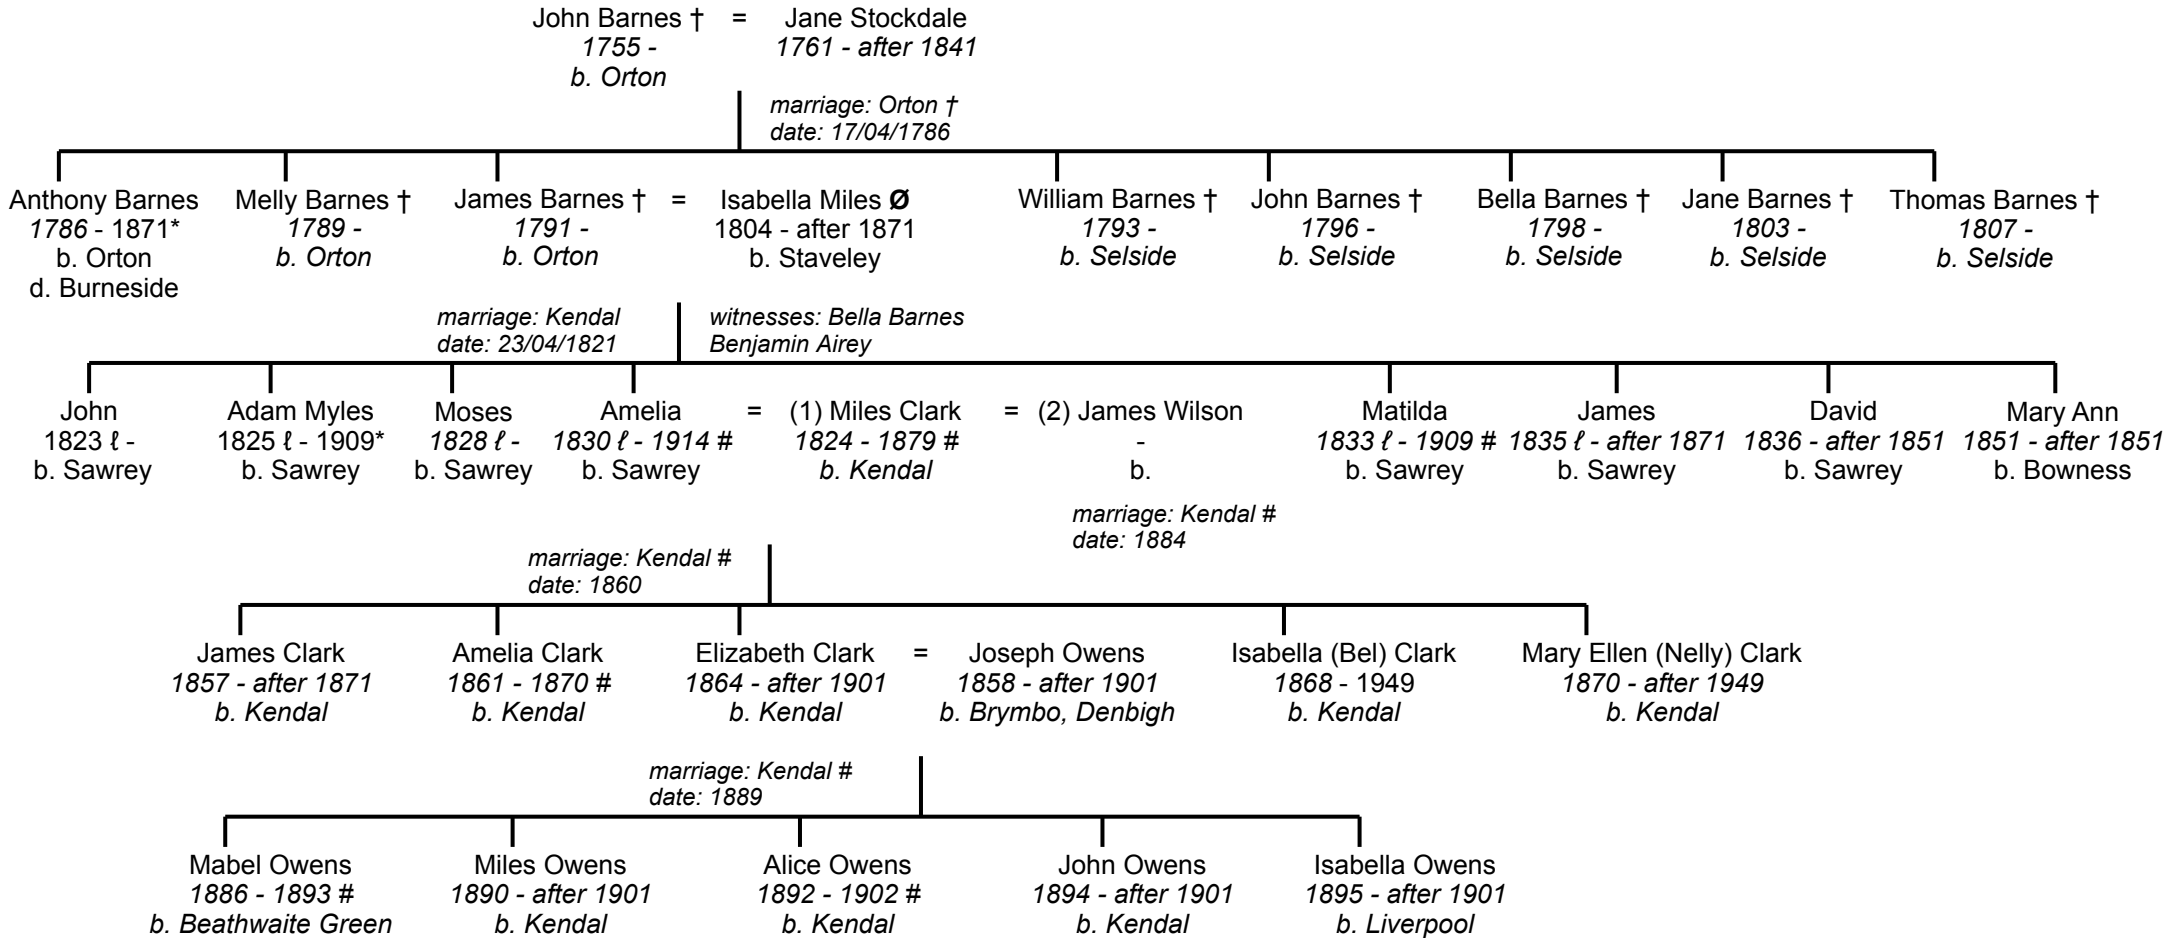 John Barnes † = Jane Stockdale
1755 - 1761 - after 1841
b. Orton
marriage: Orton †
date: 17/04/1786
Anthony Barnes Melly Barnes † James Barnes † = Isabella Miles Ø William Barnes † John Barnes † Bella Barnes † Jane Barnes † Thomas Barnes †
1786 - 1871* 1789 - 1791 - 1804 - after 1871 1793 - 1796 - 1798 - 1803 - 1807 -
b. Orton b. Orton b. Orton b. Staveley b. Selside b. Selside b. Selside b. Selside b. Selside
d. Burneside
marriage: Kendal witnesses: Bella Barnes
date: 23/04/1821 Benjamin Airey
John Adam Myles Moses Amelia = (1) Miles Clark = (2) James Wilson Matilda James David Mary Ann
1823 ℓ - 1825 ℓ - 1909* 1828 ℓ - 1830 ℓ - 1914 # 1824 - 1879 # - 1833 ℓ - 1909 # 1835 ℓ - after 1871 1836 - after 1851 1851 - after 1851
b. Sawrey b. Sawrey b. Sawrey b. Sawrey b. Kendal b. b. Sawrey b. Sawrey b. Sawrey b. Bowness
marriage: Kendal #
date: 1884
marriage: Kendal #
date: 1860
James Clark Amelia Clark Elizabeth Clark = Joseph Owens Isabella (Bel) Clark Mary Ellen (Nelly) Clark
1857 - after 1871 1861 - 1870 # 1864 - after 1901 1858 - after 1901 1868 - 1949 1870 - after 1949
b. Kendal b. Kendal b. Kendal b. Brymbo, Denbigh b. Kendal b. Kendal
marriage: Kendal #
date: 1889
Mabel Owens Miles Owens Alice Owens John Owens Isabella Owens
1886 - 1893 # 1890 - after 1901 1892 - 1902 # 1894 - after 1901 1895 - after 1901
b. Beathwaite Green b. Kendal b. Kendal b. Kendal b. Liverpool